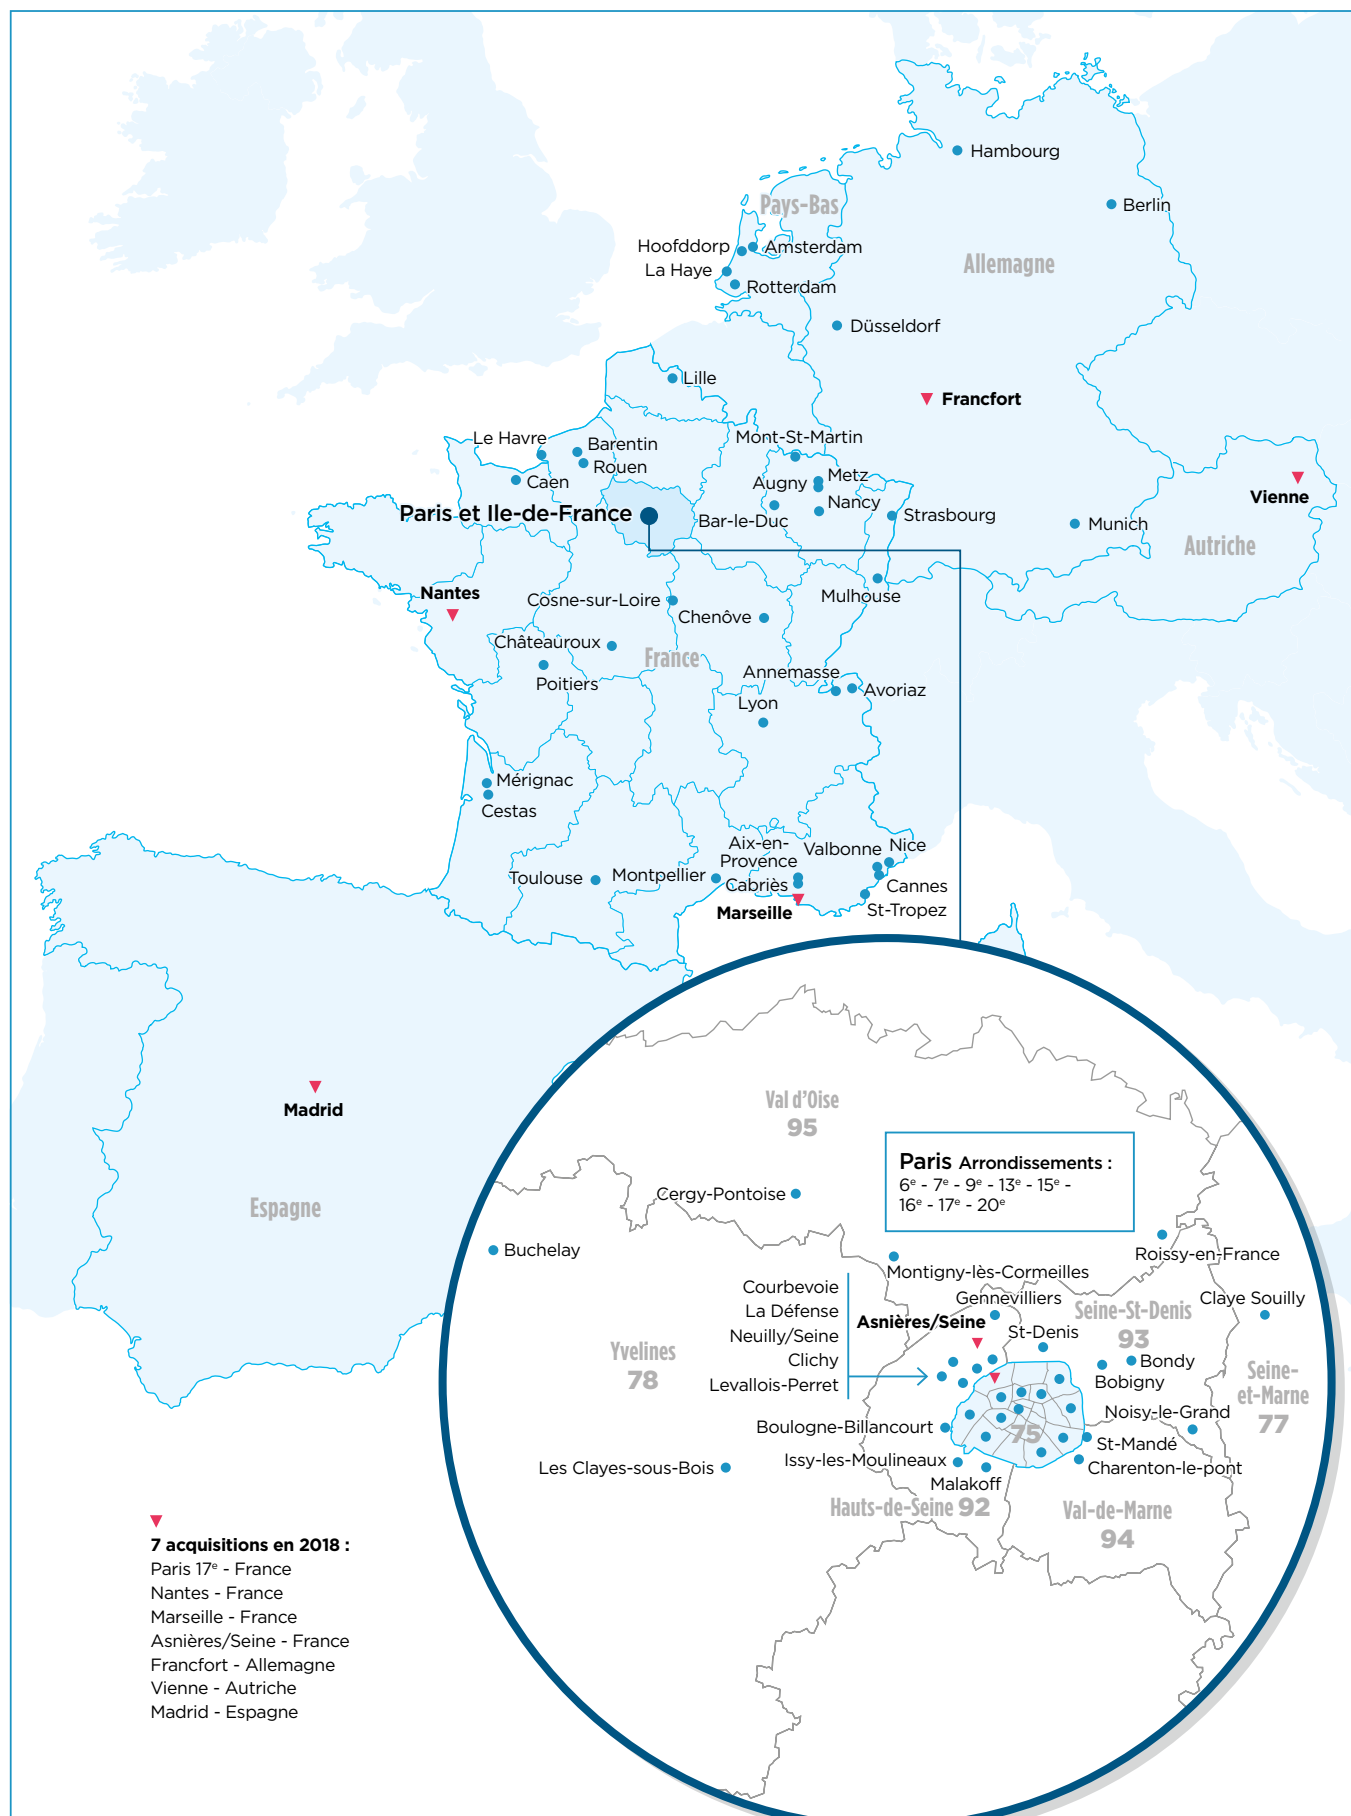 Hambourg
Berlin
Pays-Bas
Hoofddorp
Amsterdam
La Haye
Rotterdam
Allemagne
Düsseldorf
Lille
Francfort
Le Havre
Barentin
Rouen
Caen
Mont-St-Martin
Metz
Augny
Nancy
Bar-le-Duc
Strasbourg
Vienne
Munich
Autriche
Paris et Ile-de-France
Nantes
Cosne-sur-Loire
Chenôve
Mulhouse
Châteauroux
France
Poitiers
Annemasse
Avoriaz
Lyon
Mérignac
Cestas
Aix-en-
Provence
Valbonne
Nice
Toulouse
Montpellier
Cabriès
Cannes
Marseille
St-Tropez
Madrid
Espagne
Val d'Oise
95
Paris Arrondissements :
6e - 7e - 9e - 13e - 15e -
16e - 17e - 20e
Cergy-Pontoise
Buchelay
Roissy-en-France
Montigny-lès-Cormeilles
Courbevoie
La Défense
Neuilly/Seine
Clichy
Levallois-Perret
Gennevilliers
Asnières/Seine
St-Denis
Seine-St-Denis
93
Claye Souilly
Yvelines
78
Bondy
Bobigny
Seine-
et-Marne
77
Noisy-le-Grand
Boulogne-Billancourt
75
St-Mandé
Issy-les-Moulineaux
Charenton-le-pont
Les Clayes-sous-Bois
Malakoff
Hauts-de-Seine 92
Val-de-Marne
94
7 acquisitions en 2018 :
Paris 17e - France
Nantes - France
Marseille - France
Asnières/Seine - France
Francfort - Allemagne
Vienne - Autriche
Madrid - Espagne